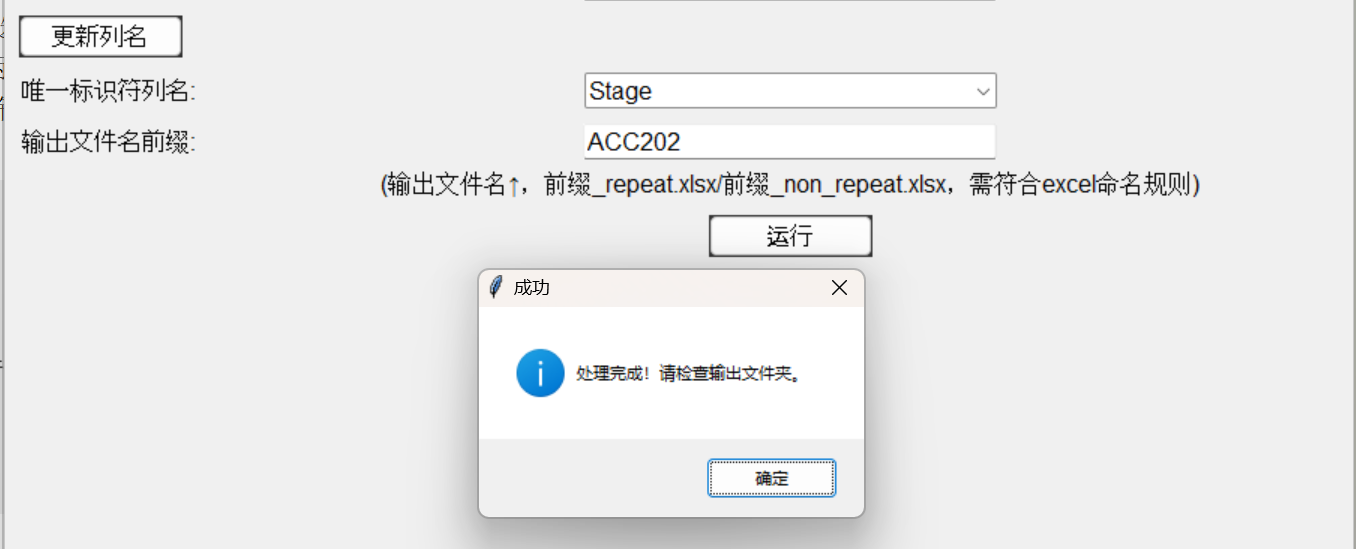 更新列名
唯一标识符列名:
Stage
输出文件名前缀:
ACC202
(输出文件名↑，前缀_repeat.xlsx/前缀_non_repeat.xlsx，需符合excel命名规则)
运行
成功
处理完成！请检查输出文件夹。
确定